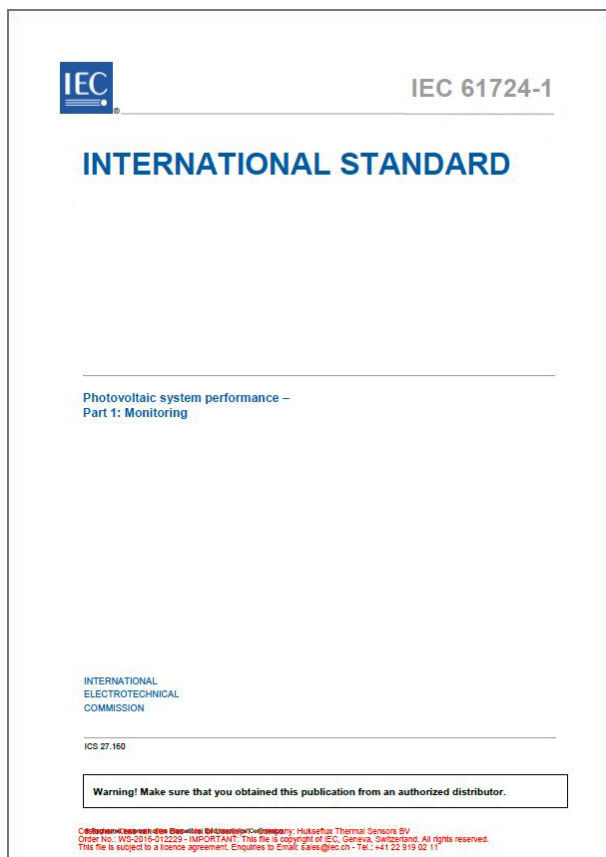 IEC
®
IEC 61724-1
INTERNATIONAL STANDARD
Photovoltaic system performance –
Part 1: Monitoring
INTERNATIONAL
ELECTROTECHNICAL
COMMISSION
ICS 27.160
Warning! Make sure that you obtained this publication from an authorized distributor.
Hukseflux Thermal Sensors BV
Order No.: WS-2016-012229 - IMPORTANT: This file is copyright of IEC, Geneva, Switzerland. All rights reserved.
This file is subject to a licence agreement. Enquiries to Email: sales@iec.ch - Tel.: +41 22 919 02 11